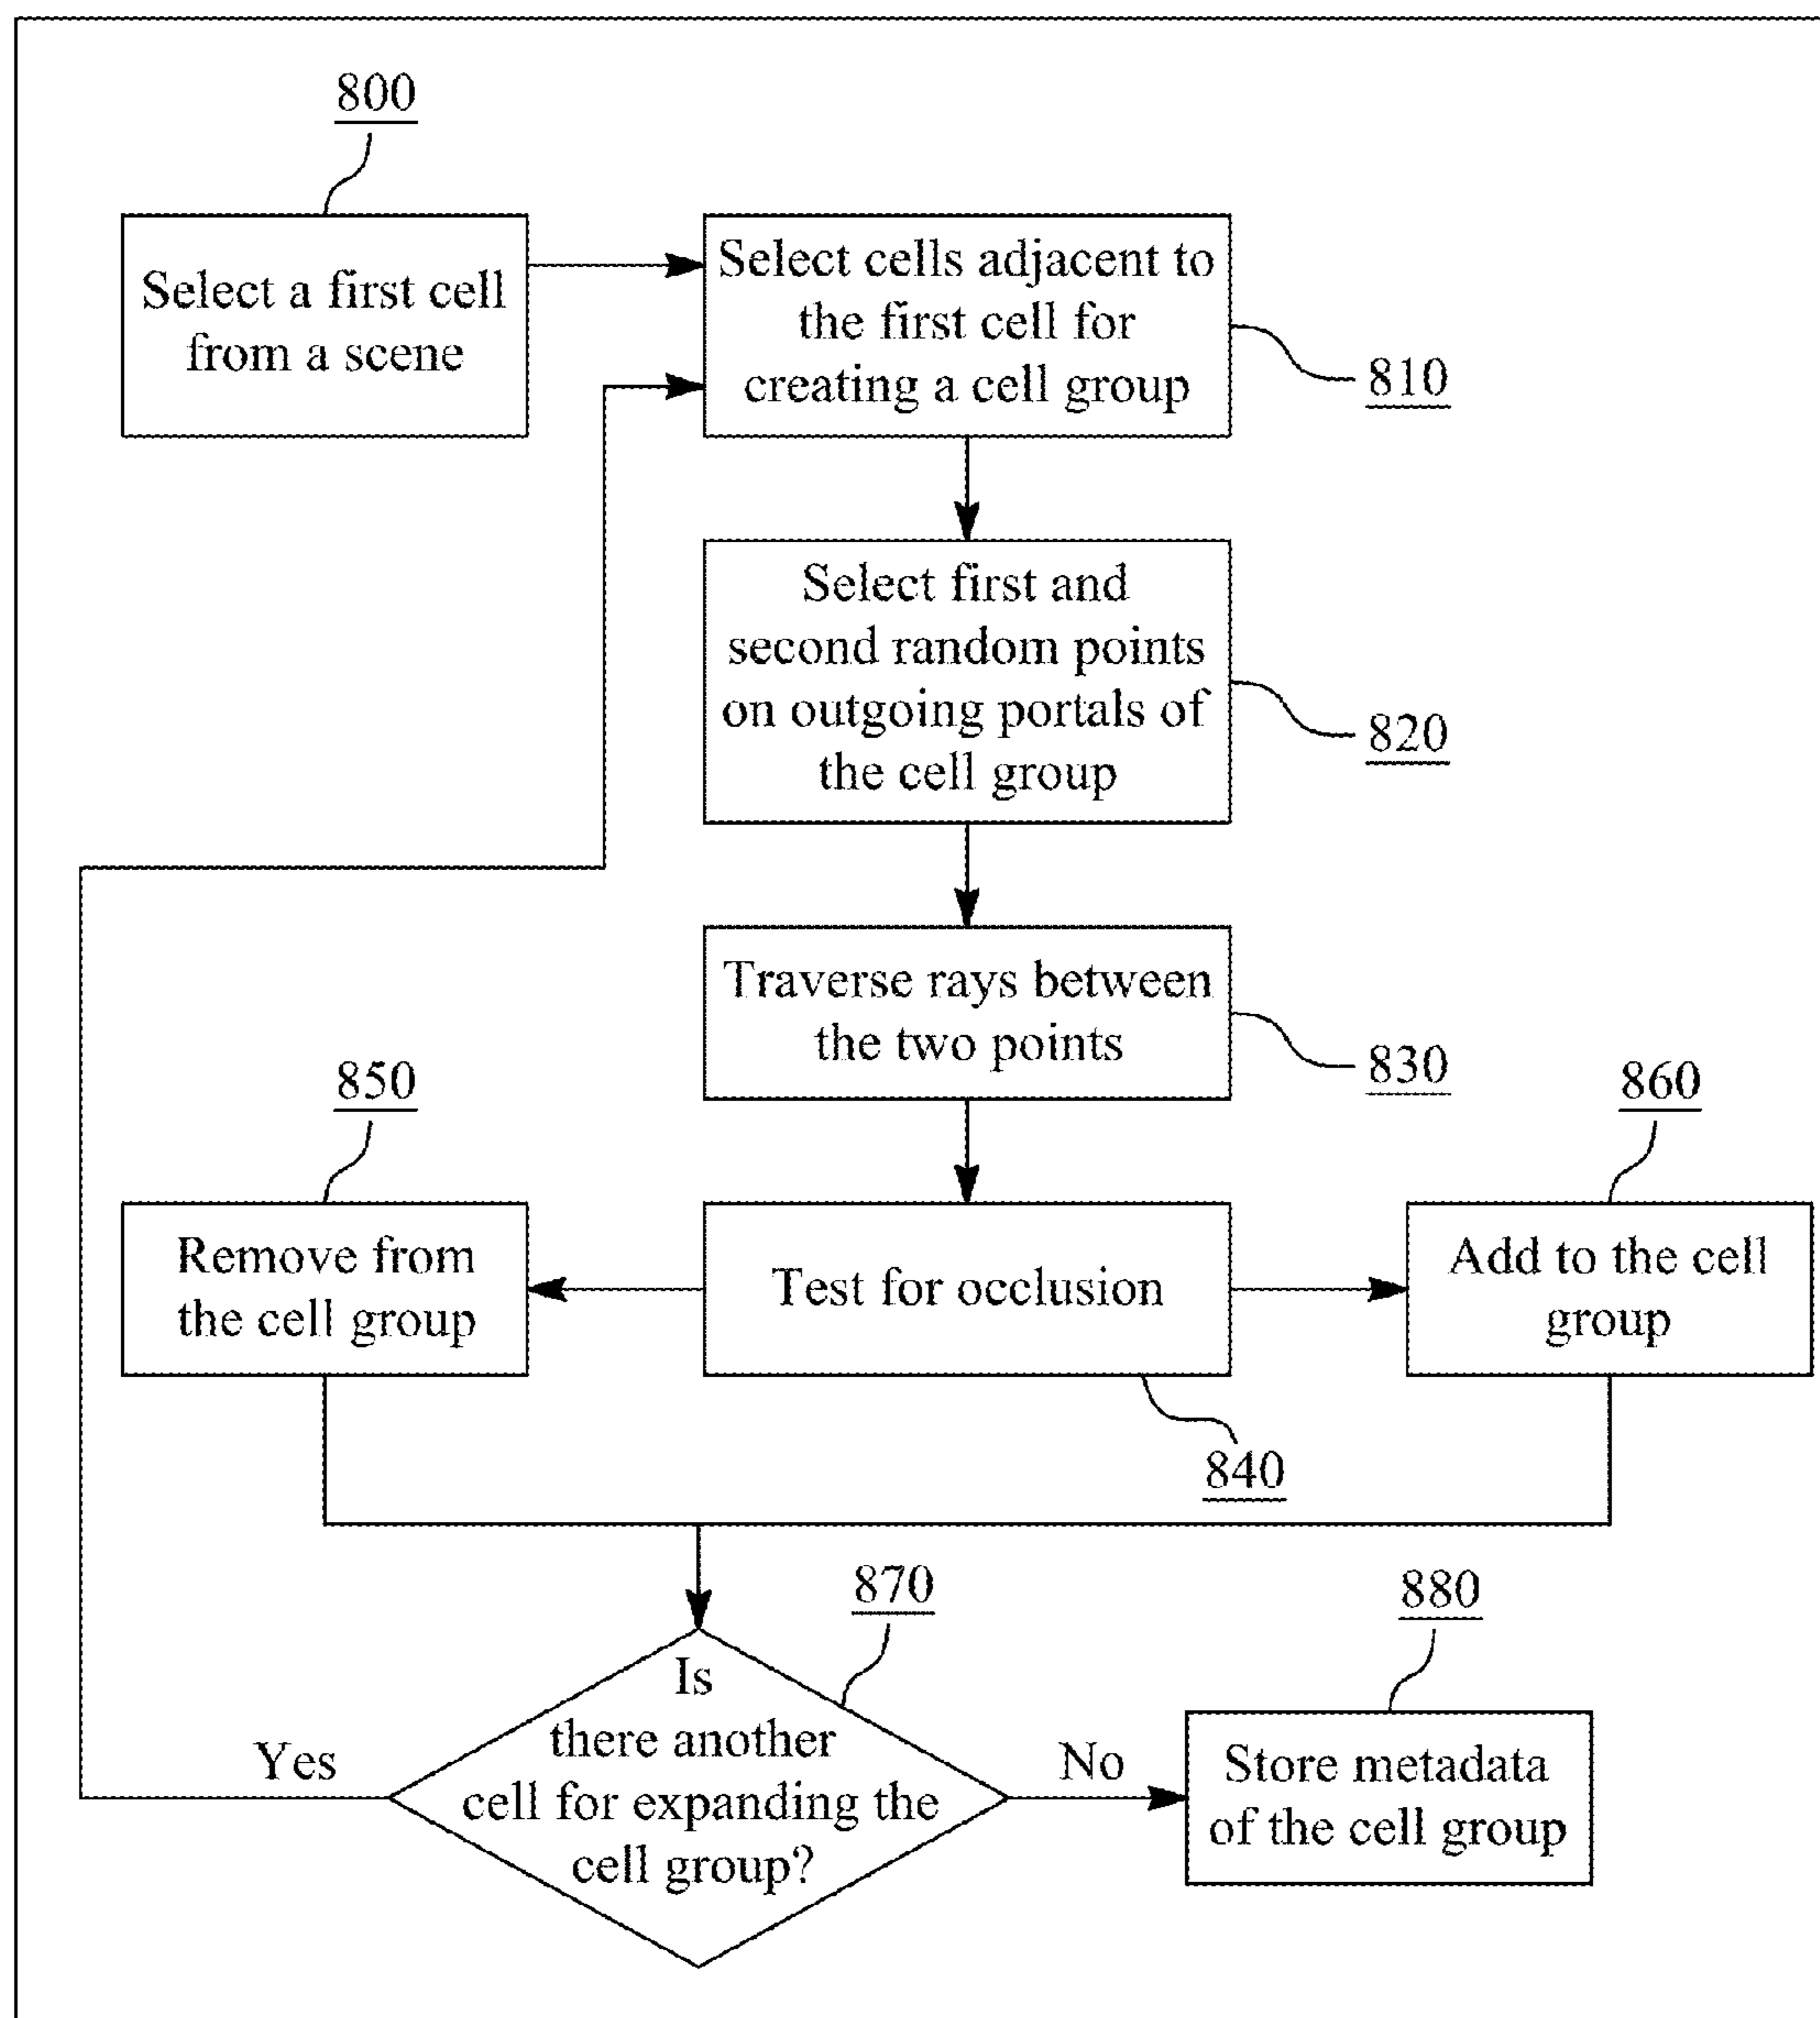 800
Select a first cell
from a scene
Select cells adjacent to
the first cell for
creating a cell group
810
Select first and
second random points
on outgoing portals of
the cell group
820
Traverse rays between
the two points
830
850
Remove from
the cell group
Test for occlusion
840
860
Add to the cell
group
870
Is
there another
cell for expanding the
cell group?
Yes
No
880
Store metadata
of the cell group